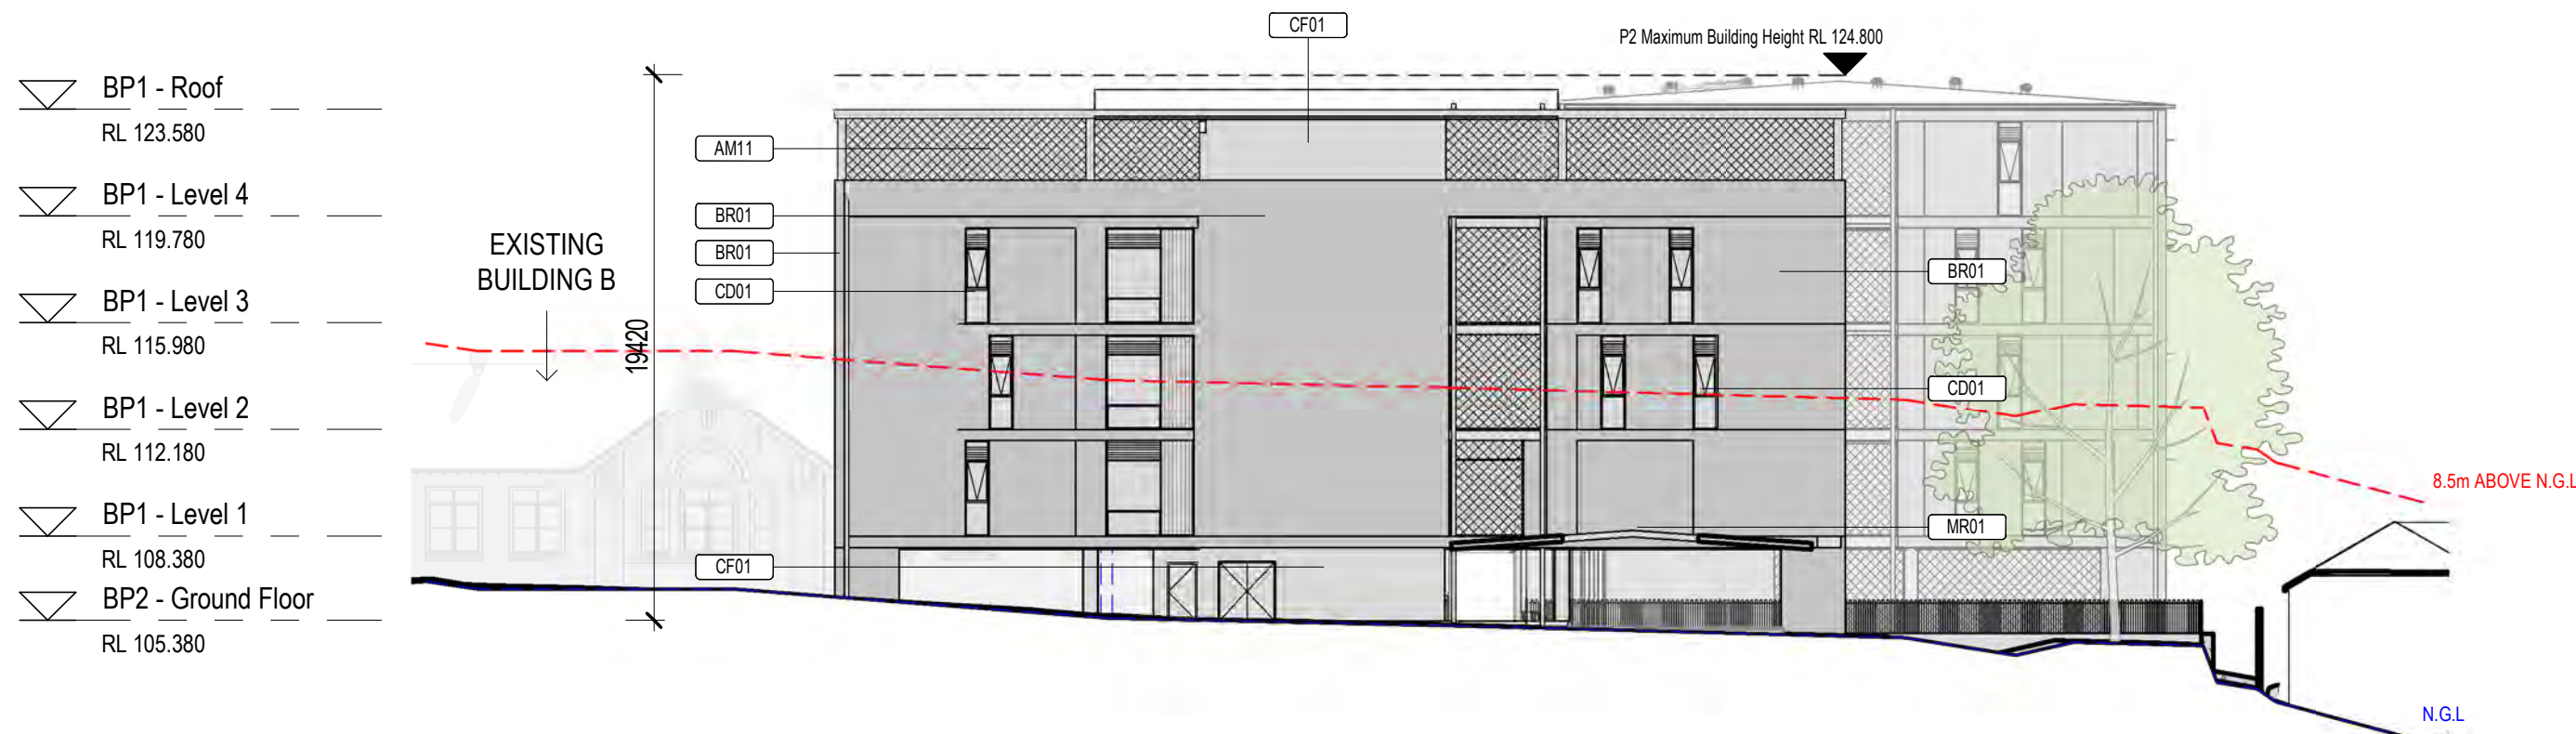 CF01
P2 Maximum Building Height RL 124.800
BP1 - Roof
RL 123.580
AM11
BP1 - Level 4
RL 119.780
BR01
EXISTING
BUILDING B
BR01
BR01
CD01
BP1 - Level 3
RL 115.980
19420
CD01
BP1 - Level 2
RL 112.180
8.5m ABOVE N.G.L
BP1 - Level 1
RL 108.380
MR01
CF01
BP2 - Ground Floor
RL 105.380
N.G.L